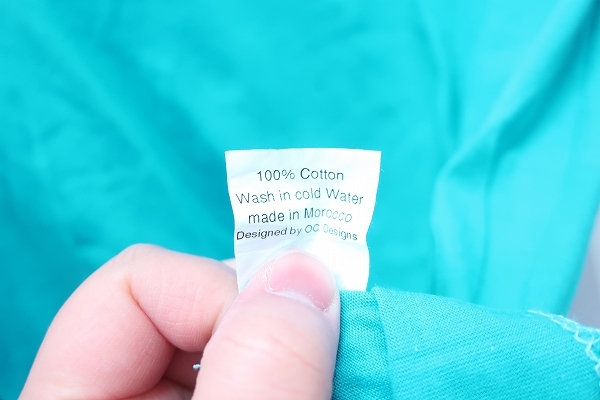 100% Cotton
Wash in cold Water
made in Morocco
Designed by OC Designs